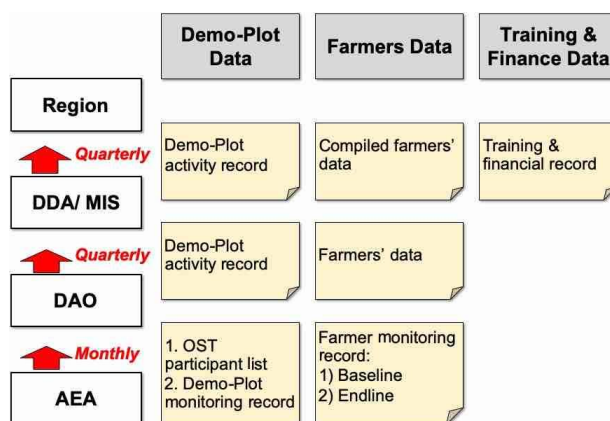 Demo-Plot
Data
Farmers Data
Training &
Finance Data
Region
Quarterly
Demo-Plot
activity record
Compiled farmers'
data
Training &
financial record
DDA/ MIS
Quarterly
Demo-Plot
activity record
Farmers' data
DAO
Monthly
1. OST
participant list
2. Demo-Plot
monitoring record
Farmer monitoring
record:
1) Baseline
2) Endline
AEA